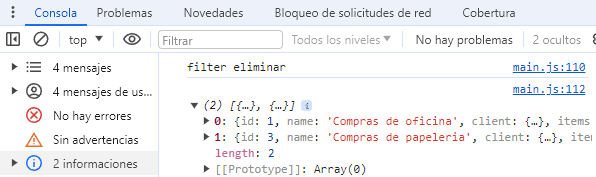 Consola Problemas Novedades Bloqueo de solicitudes de red Cobertura
top Filtrar Todos los niveles No hay problemas 2 ocultos
4 mensajes
4 mensajes de us...
No hay errores
Sin advertencias
2 informaciones
filter eliminar main.js:110
main.js:112
(2) [{…}, {…}] i
0: {id: 1, name: 'Compras de oficina', client: {…}, items
1: {id: 3, name: 'Compras de papeleria', client: {…}, in
length: 2
[[Prototype]]: Array(0)